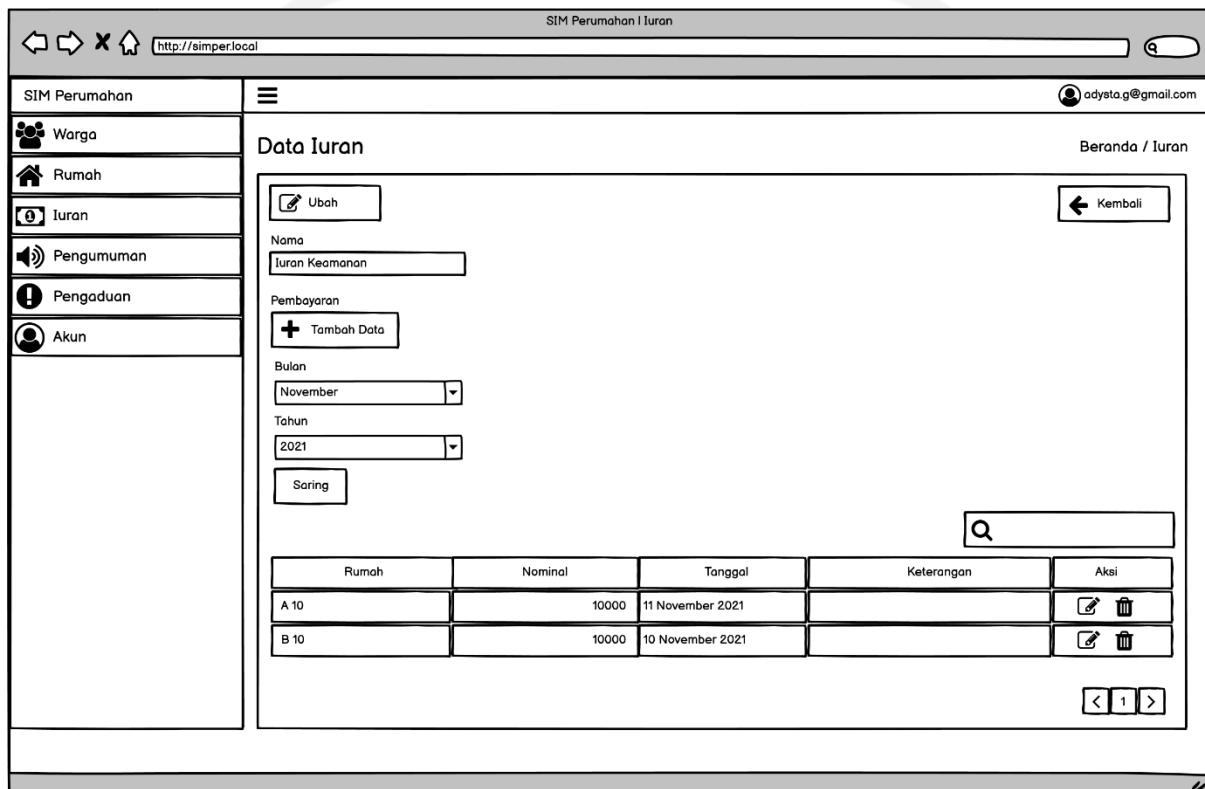 SIM Perumahan | Iuran
http://simper.local
SIM Perumahan
adysta.g@gmail.com
Warga
Rumah
Iuran
Pengumuman
Pengaduan
Akun
Data Iuran
Beranda / Iuran
Ubah
Kembali
Nama
Iuran Keamanan
Pembayaran
Tambah Data
Bulan
November
Tahun
2021
Saring
Rumah Nominal Tanggal Keterangan Aksi
A 10 10000 11 November 2021
B 10 10000 10 November 2021
< 1 >